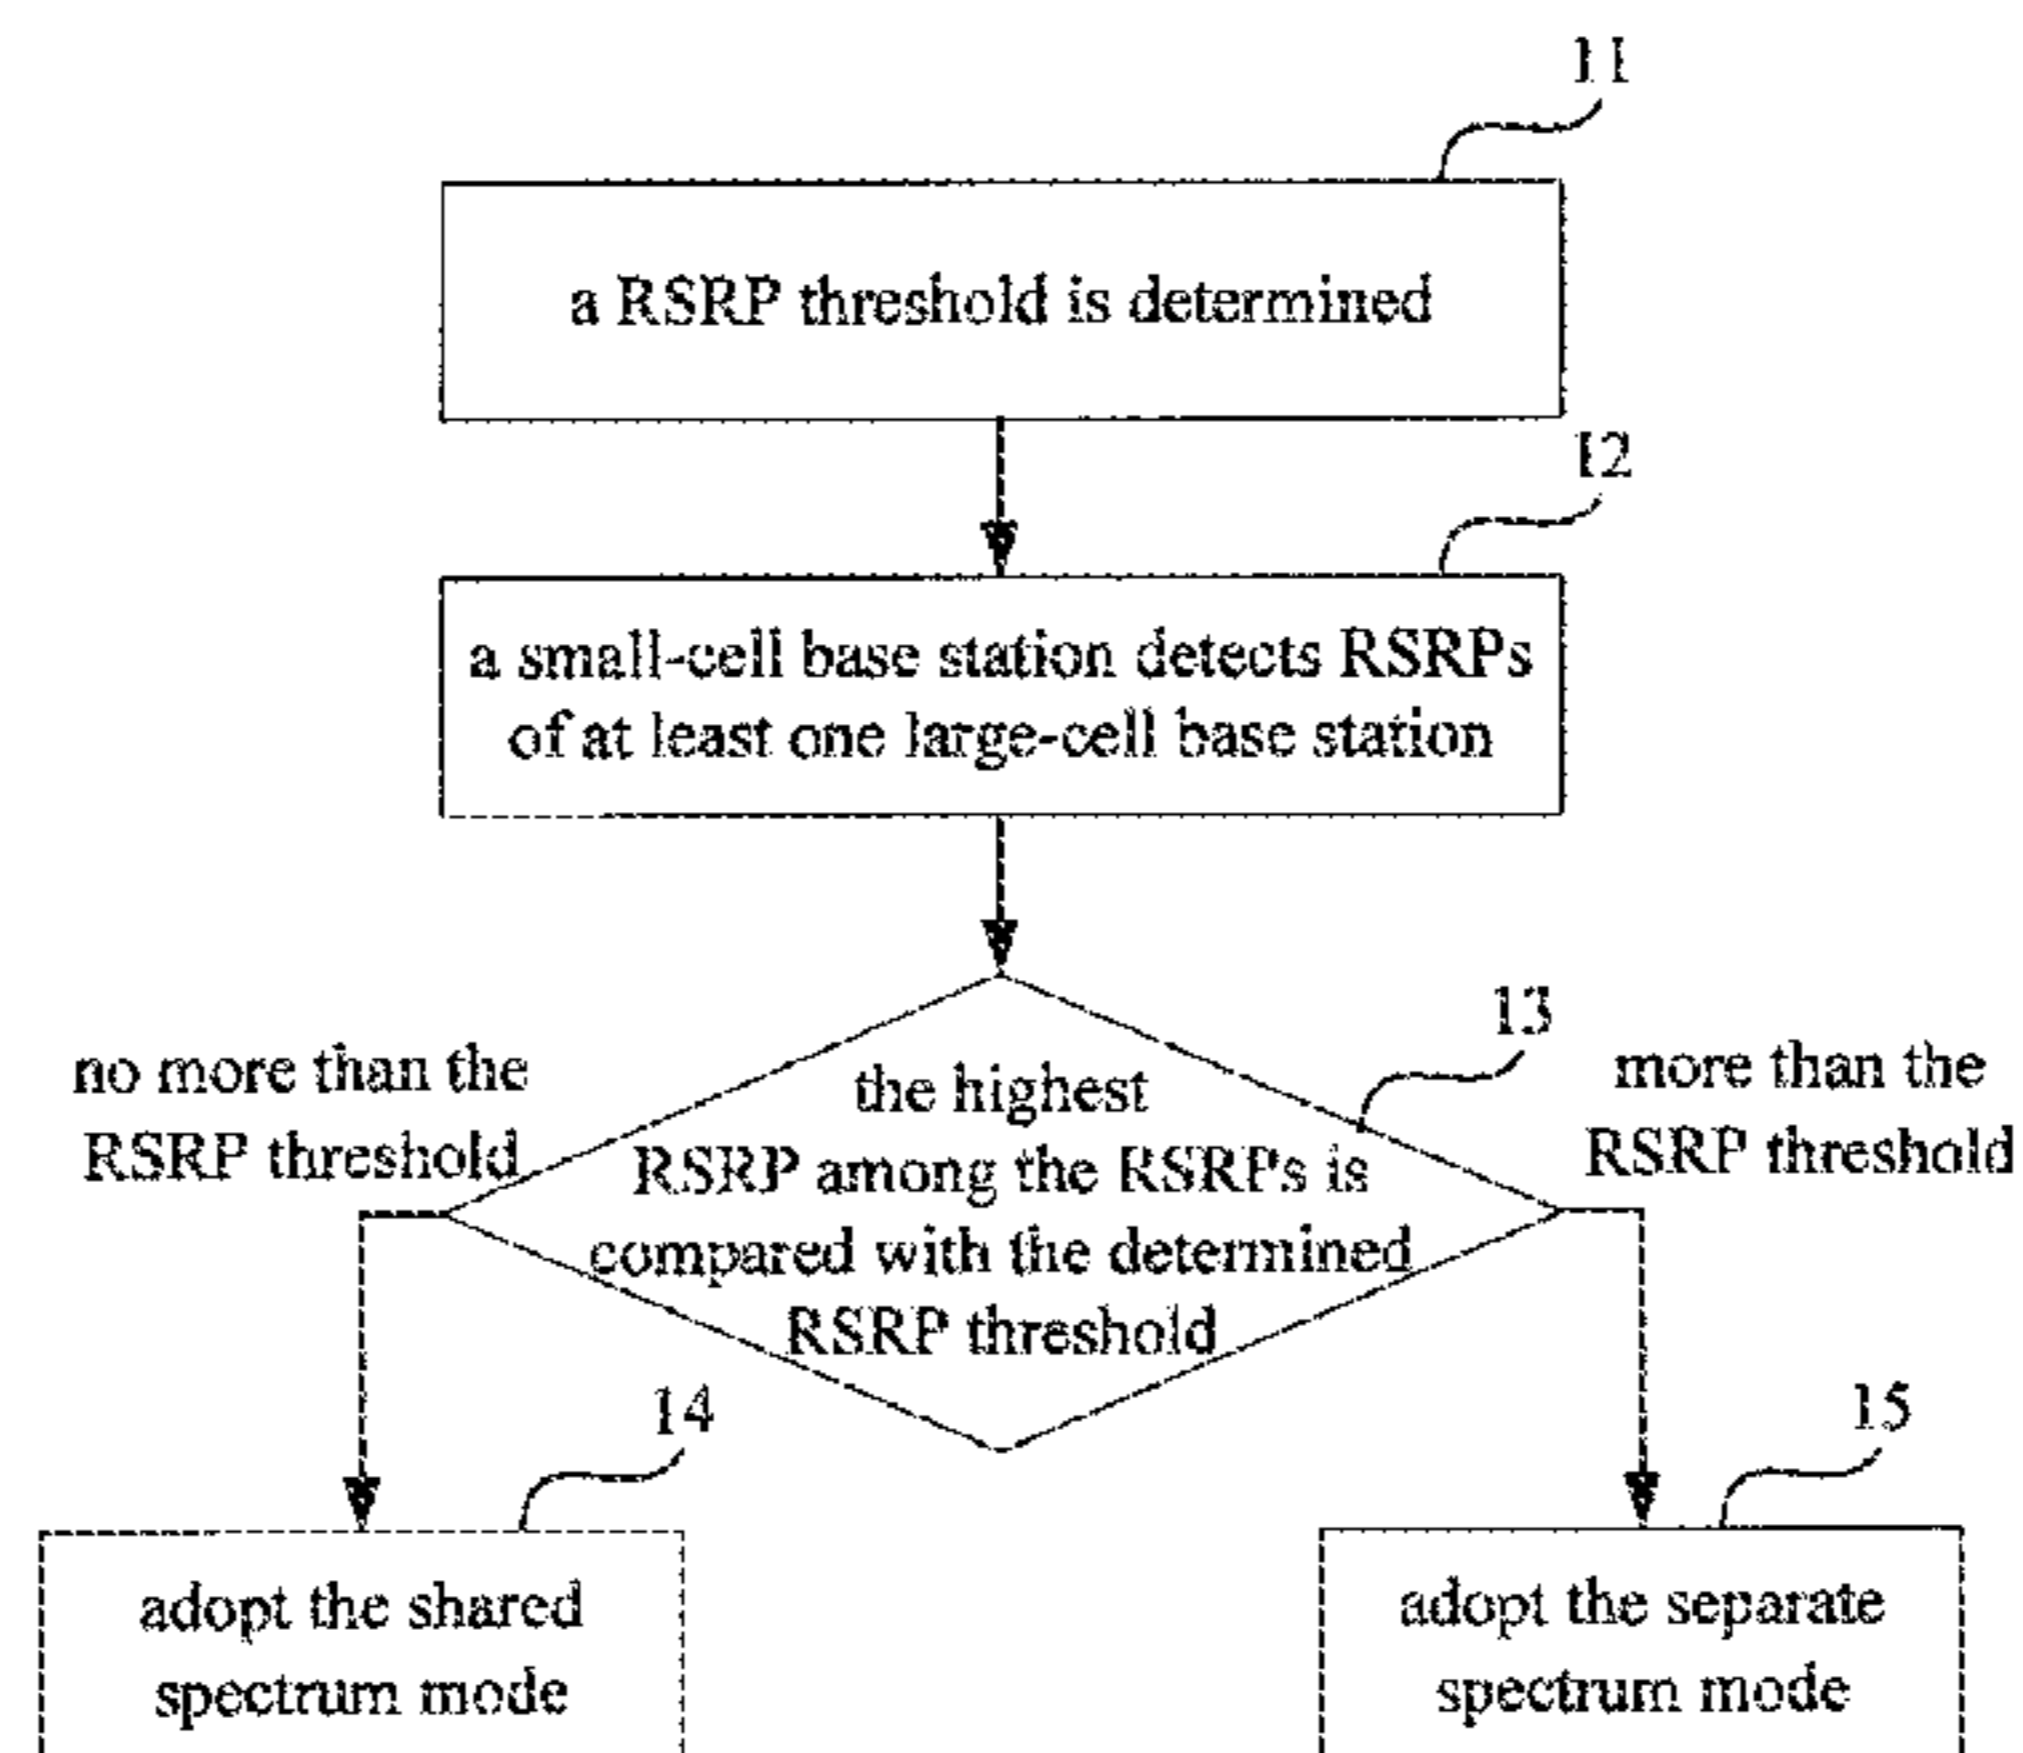 11
a RSRP threshold is determined
12
a small-cell base station detects RSRPs
of at least one large-cell base station
13
no more than the
RSRP threshold
the highest
RSRP among the RSRPs is
compared with the determined
RSRP threshold
more than the
RSRP threshold
14
adopt the shared
spectrum mode
15
adopt the separate
spectrum mode